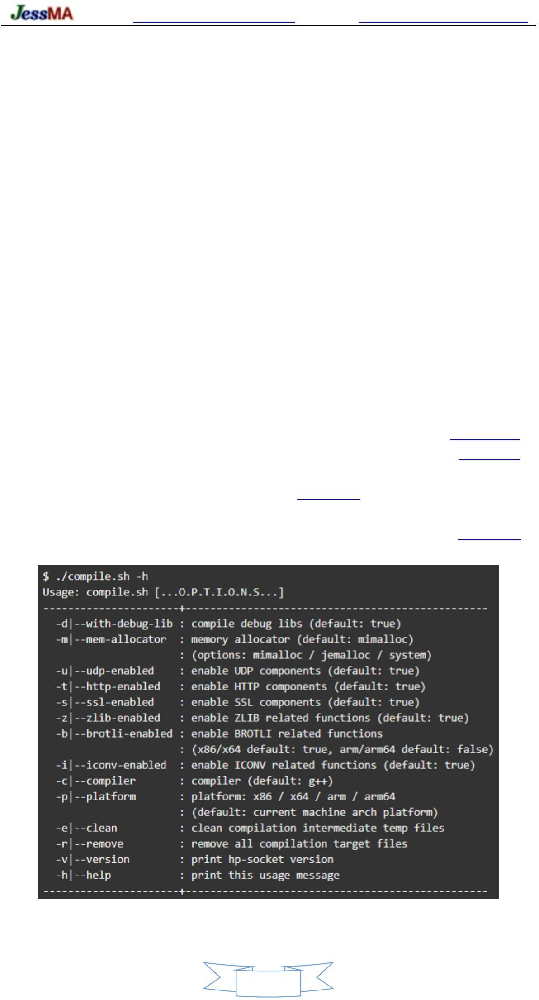 JessMA
$ ./compile.sh -h
Usage: compile.sh [...O.P.T.I.O.N.S...]
----------------------+-------------------------------------------------
  -d|--with-debug-lib : compile debug libs (default: true)
  -m|--mem-allocator  : memory allocator (default: mimalloc)
                      : (options: mimalloc / jemalloc / system)
  -u|--udp-enabled    : enable UDP components (default: true)
  -t|--http-enabled   : enable HTTP components (default: true)
  -s|--ssl-enabled    : enable SSL components (default: true)
  -z|--zlib-enabled   : enable ZLIB related functions (default: true)
  -b|--brotli-enabled : enable BROTLI related functions
                      : (x86/x64 default: true, arm/arm64 default: false)
  -i|--iconv-enabled  : enable ICONV related functions (default: true)
  -c|--compiler       : compiler (default: g++)
  -p|--platform       : platform: x86 / x64 / arm / arm64
                      : (default: current machine arch platform)
  -e|--clean          : clean compilation intermediate temp files
  -r|--remove         : remove all compilation target files
  -v|--version        : print hp-socket version
  -h|--help           : print this usage message
----------------------+-------------------------------------------------